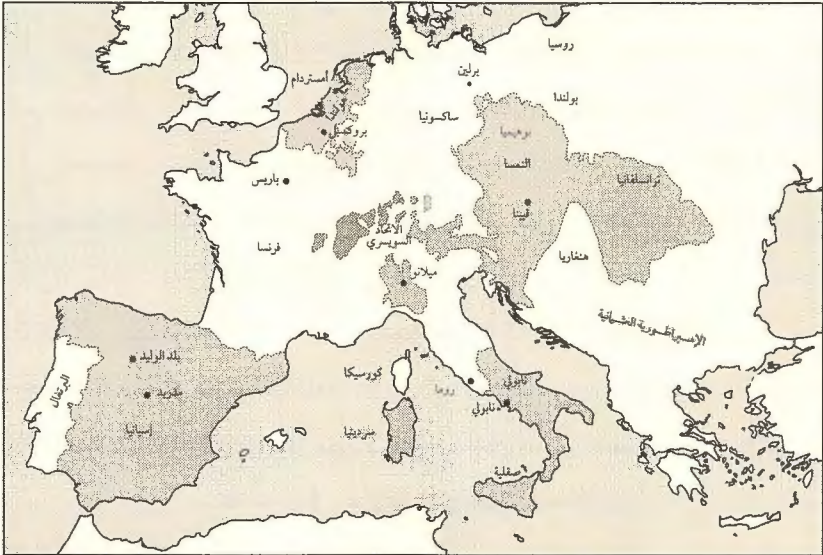 روسيا
برلين
بولندا
أمستردام
ساكسونيا
بروكسل
بوهيميا
النمسا
ترانسلفانيا
باريس
فيينا
الاتحاد
السويسري
فرنسا
هنغاريا
ميلانو
الإمبراطورية العثمانية
بلد الوليد
كورسيكا
روما
نابولي
نابولي
البرتغال
مدريد
إسبانيا
سردينيا
صقلية